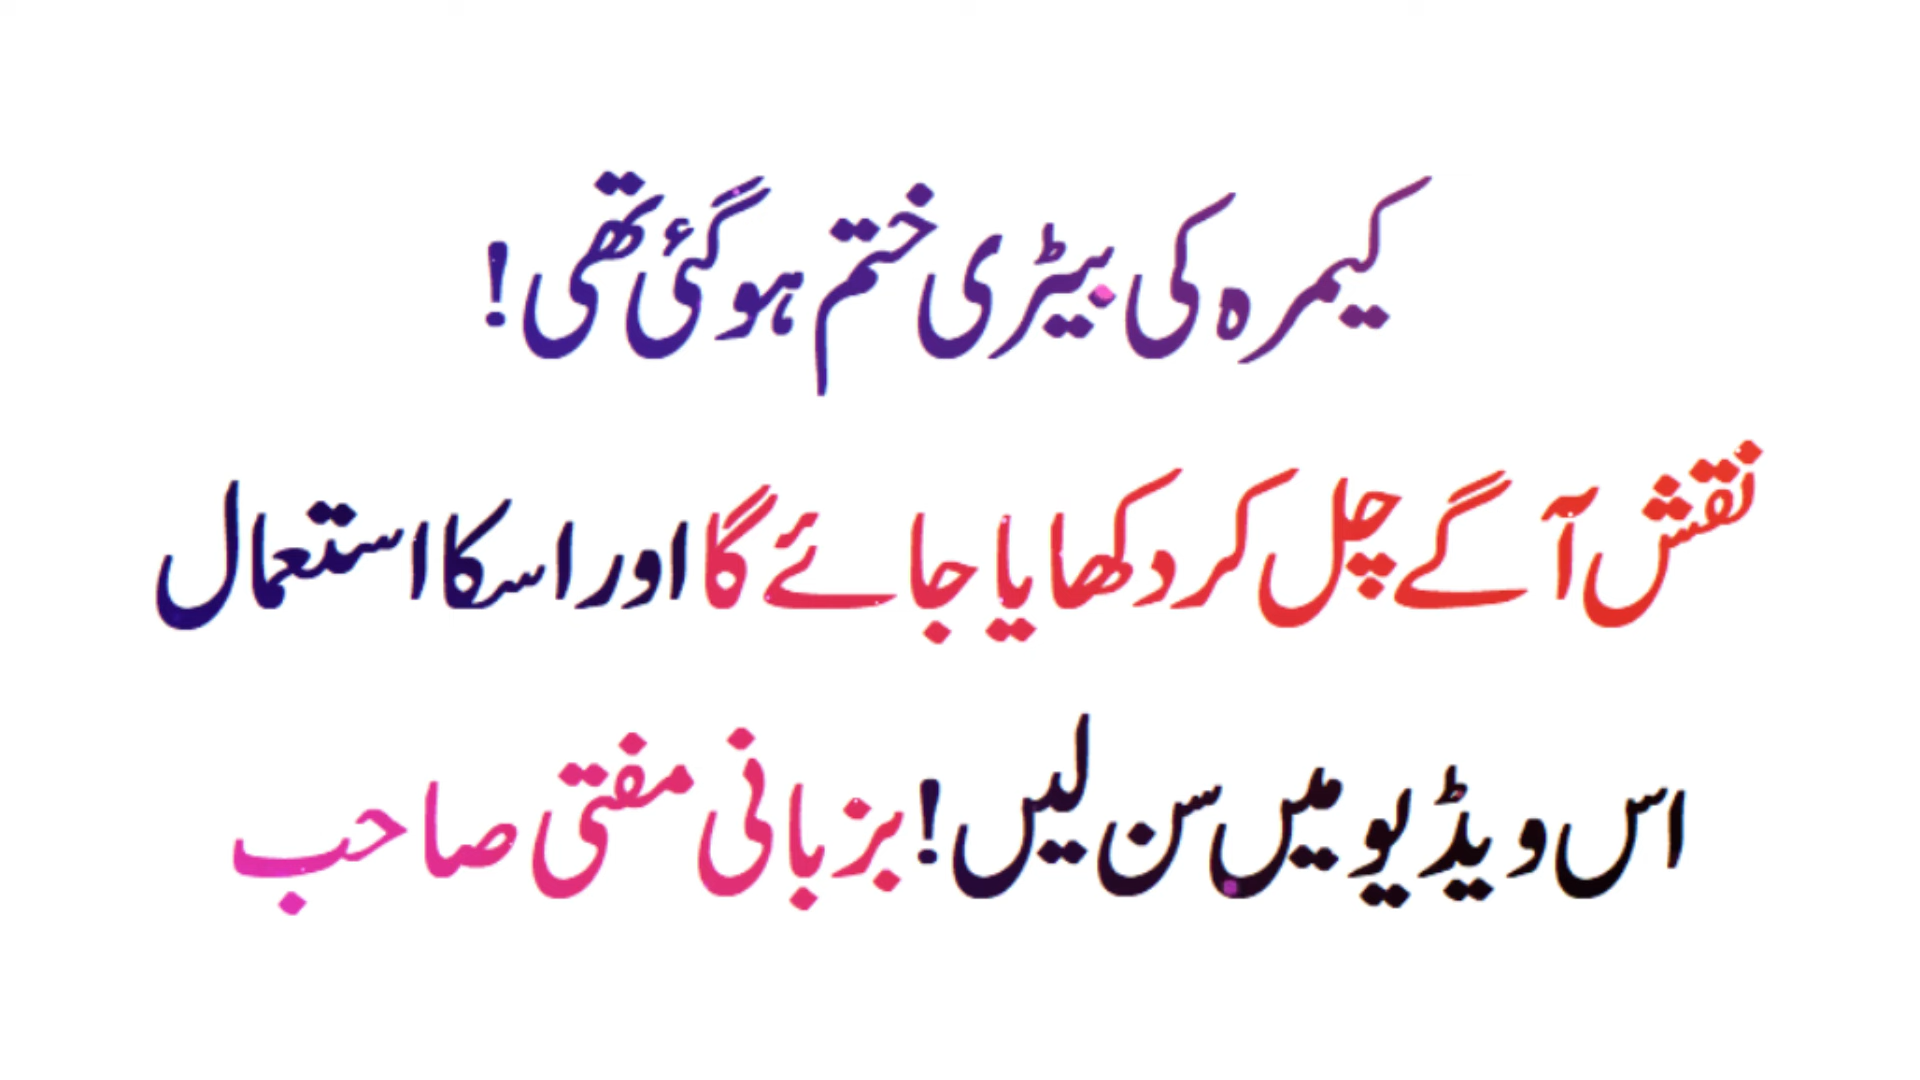 کیمرہ کی بیٹری ختم ہوگئی تھی!
نقش آگے چل کر دکھایا جائے گا اور اسکا استعمال
اس ویڈیو میں سن لیں! بزبانی مفتی صاحب